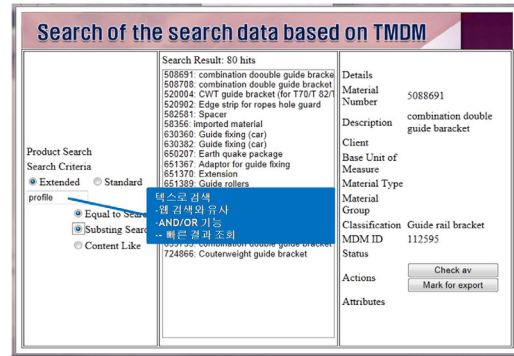 Search of the search data based on TMDM
Product Search
Search Criteria
Extended Standard
profile
Equal to Search
Substing Search
Content Like
Search Result: 80 hits
508691: combination doouble guide bracke
508708: combination double guide bracket
520004: CWT guide bracket (for T70/T 82/T
520902: Edge strip for ropes hole guard
582581: Spacer
58356: imported material
630360: Guide fixing (car)
630382: Guide fixing (car)
650207: Earth quake package
651367: Adaptor for guide fixing
651370: Extension
651389: Guide rollers
텍스로 검색
-웹 검색와 유사
-AND/OR 기능
-- 빠른 결과 조회
combination double guide bracket
724866: Couterweight guide bracket
Details
Material Number 5088691
Description combination double guide baracket
Client
Base Unit of Measure
Material Type
Material Group
Classification Guide rail bracket
MDM ID 112595
Status
Actions Check av
Mark for export
Attributes